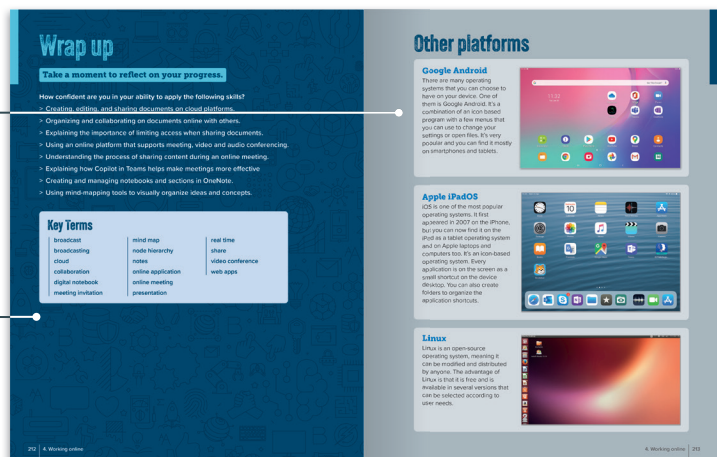 Wrap up
Take a moment to reflect on your progress.
How confident are you in your ability to apply the following skills?
> Creating, editing, and sharing documents on cloud platforms.
> Organizing and collaborating on documents online with others.
> Explaining the importance of limiting access when sharing documents.
> Using an online platform that supports meeting, video and audio conferencing.
> Understanding the process of sharing content during an online meeting.
> Explaining how Copilot in Teams helps make meetings more effective
> Creating and managing notebooks and sections in OneNote.
> Using mind-mapping tools to visually organize ideas and concepts.
Key Terms
broadcast
broadcasting
cloud
collaboration
digital notebook
meeting invitation
mind map
node hierarchy
notes
online application
online meeting
presentation
real time
share
video conference
web apps
212 | 4. Working online
Other platforms
Google Android
There are many operating
systems that you can choose to
have on your device. One of
them is Google Android. It's a
combination of an icon based
program with a few menus that
you can use to change your
settings or open files. It's very
popular and you can find it mostly
on smartphones and tablets.
Apple iPadOS
iOS is one of the most popular
operating systems. It first
appeared in 2007 on the iPhone,
but you can now find it on the
iPad as a tablet operating system
and on Apple laptops and
computers too. It's an icon-based
operating system. Every
application is on the screen as a
small shortcut on the device
desktop. You can also create
folders to organize the
application shortcuts.
10
Linux
Linux is an open-source
operating system, meaning it
can be modified and distributed
by anyone. The advantage of
Linux is that it is free and is
available in several versions that
can be selected according to
user needs.
4. Working online | 213